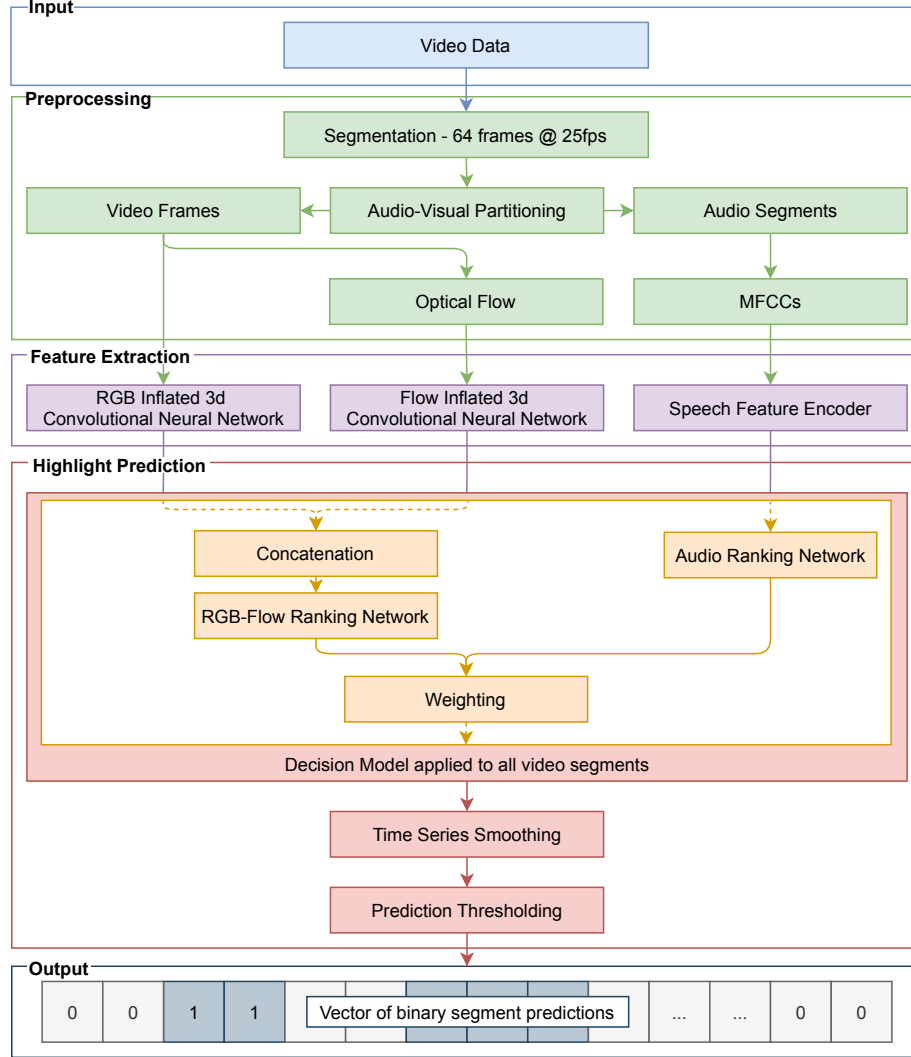 Input
Video Data
Preprocessing
Segmentation - 64 frames @ 25fps
Video Frames
Audio-Visual Partitioning
Audio Segments
Optical Flow
MFCCs
Feature Extraction
RGB Inflated 3d
Convolutional Neural Network
Flow Inflated 3d
Convolutional Neural Network
Speech Feature Encoder
Highlight Prediction
Concatenation
Audio Ranking Network
RGB-Flow Ranking Network
Weighting
Decision Model applied to all video segments
Time Series Smoothing
Prediction Thresholding
Output
0 0 1 1 Vector of binary segment predictions ... ... 0 0